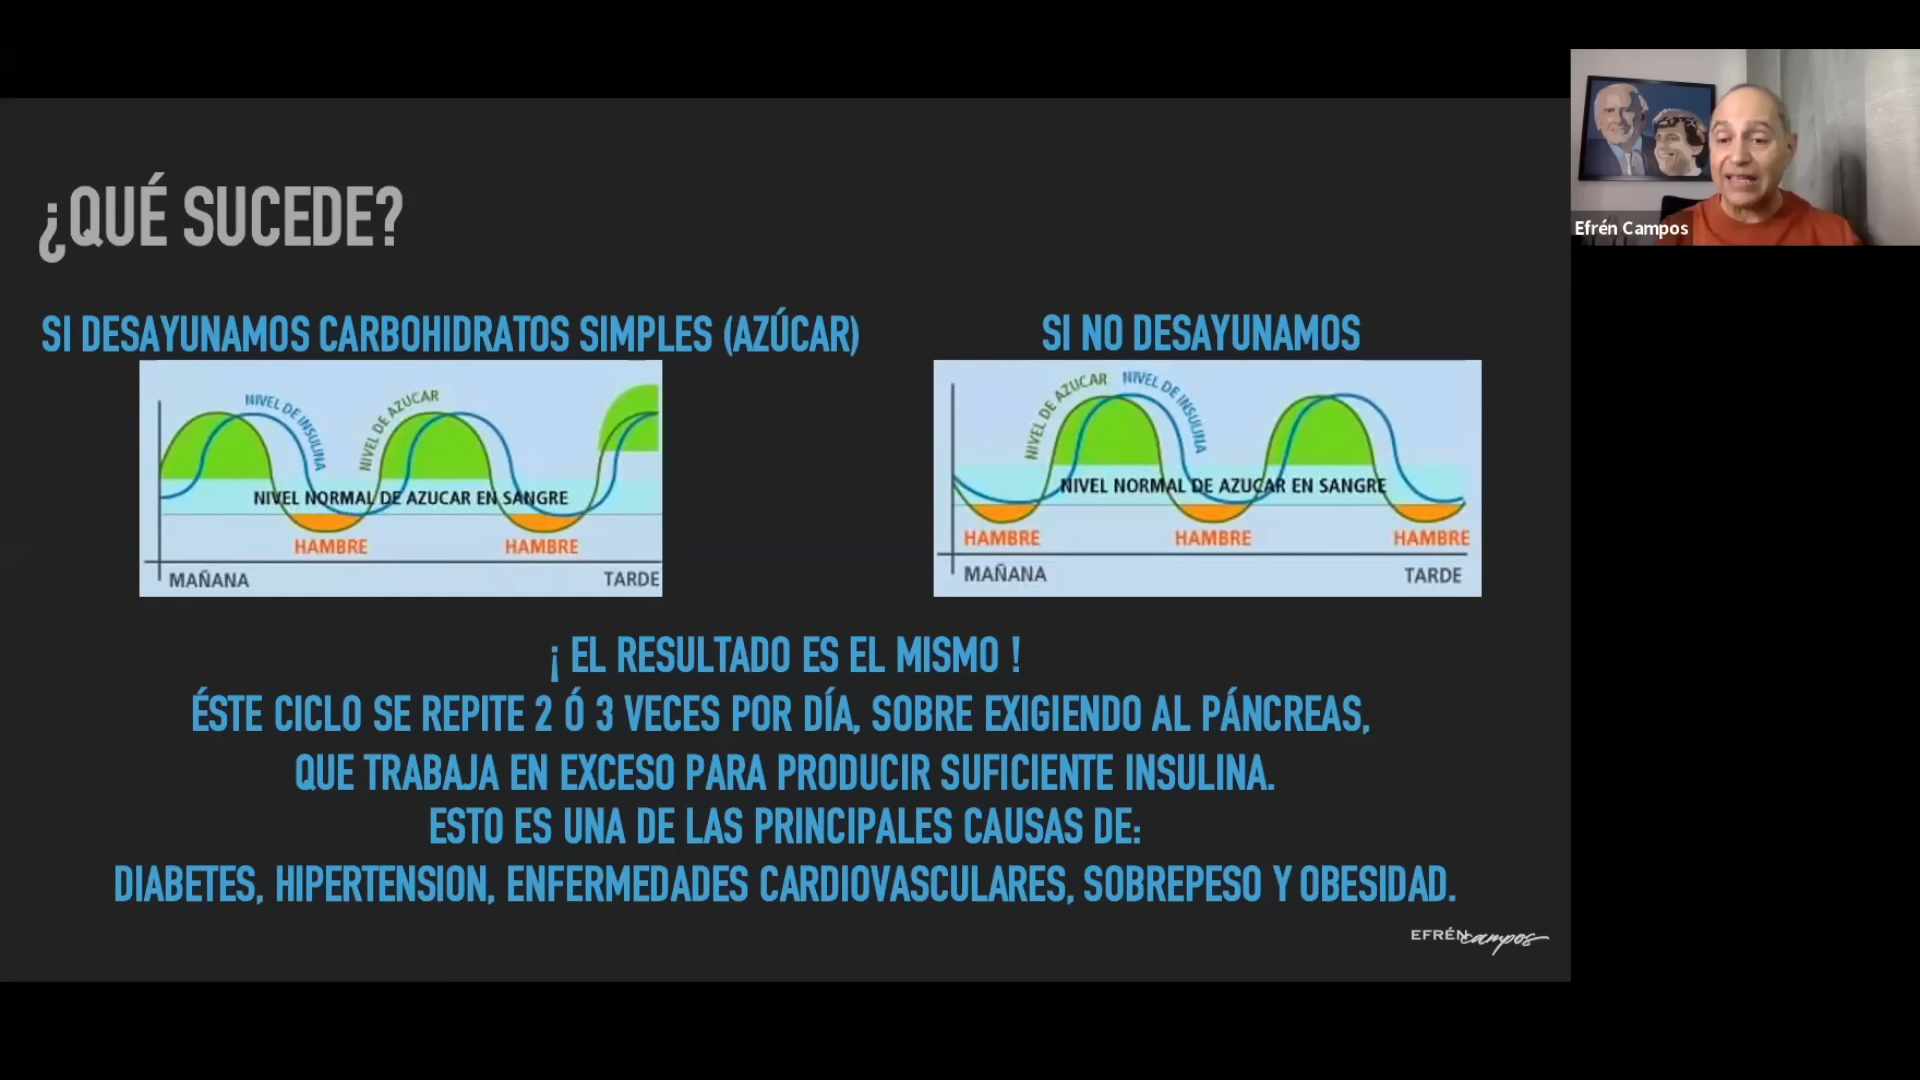 ¿QUÉ SUCEDE?
SI DESAYUNAMOS CARBOHIDRATOS SIMPLES (AZÚCAR)
NIVEL DE INSULINA
NIVEL DE AZUCAR
NIVEL NORMAL DE AZUCAR EN SANGRE
HAMBRE
HAMBRE
MAÑANA
TARDE
SI NO DESAYUNAMOS
NIVEL DE AZUCAR
NIVEL DE INSULINA
NIVEL NORMAL DE AZUCAR EN SANGRE
HAMBRE
HAMBRE
HAMBRE
MAÑANA
TARDE
¡ EL RESULTADO ES EL MISMO !
ÉSTE CICLO SE REPITE 2 Ó 3 VECES POR DÍA, SOBRE EXIGIENDO AL PÁNCREAS,
QUE TRABAJA EN EXCESO PARA PRODUCIR SUFICIENTE INSULINA.
ESTO ES UNA DE LAS PRINCIPALES CAUSAS DE:
DIABETES, HIPERTENSION, ENFERMEDADES CARDIOVASCULARES, SOBREPESO Y OBESIDAD.
EFRÉN campos
Efrén Campos